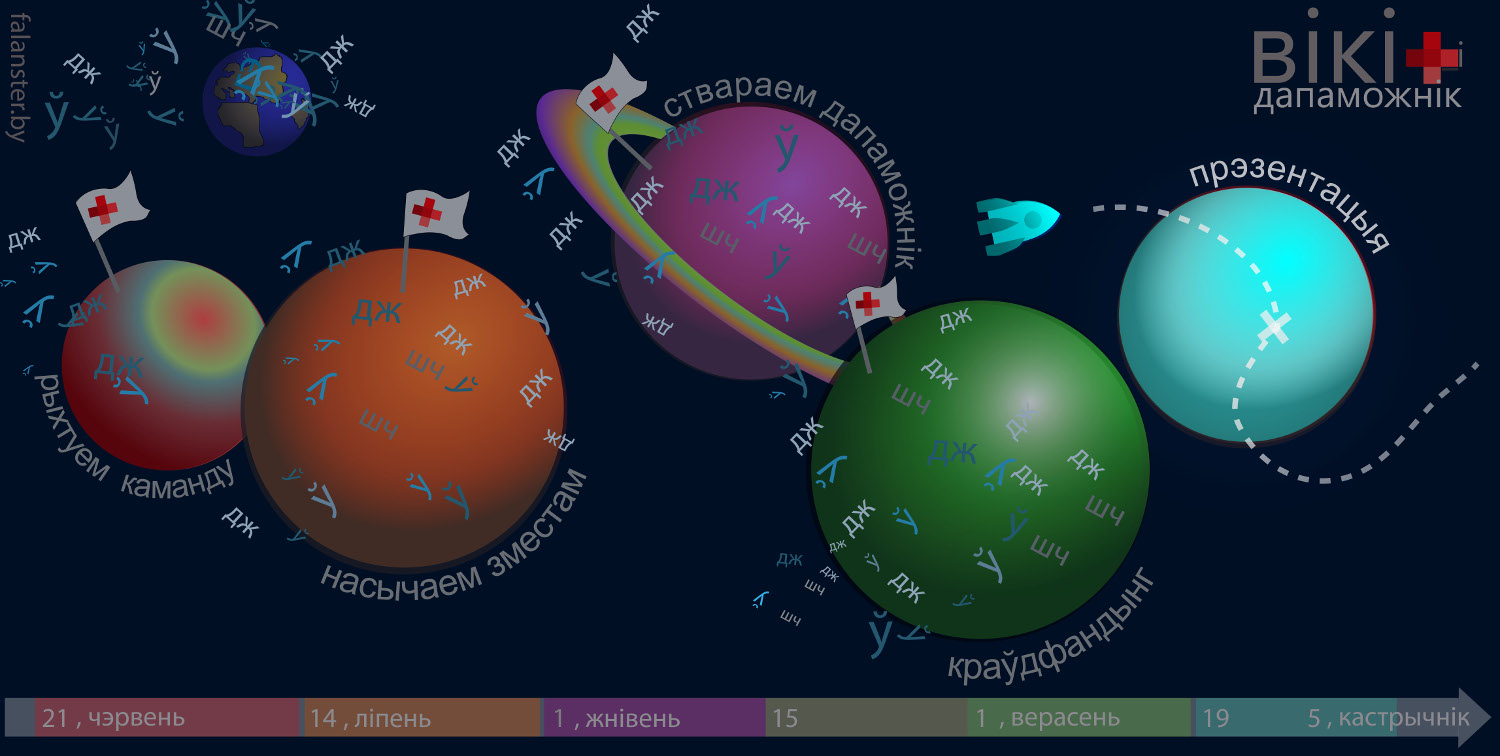 falanster.by
ВІКІ
дапаможнік
рыхтуем каманду
насычаем зместам
ствараем дапаможнік
краўдфандынг
прэзентацыя
21 , чэрвень
14 , ліпень
1 , жнівень
15
1 , верасень
19
5 , кастрычнік